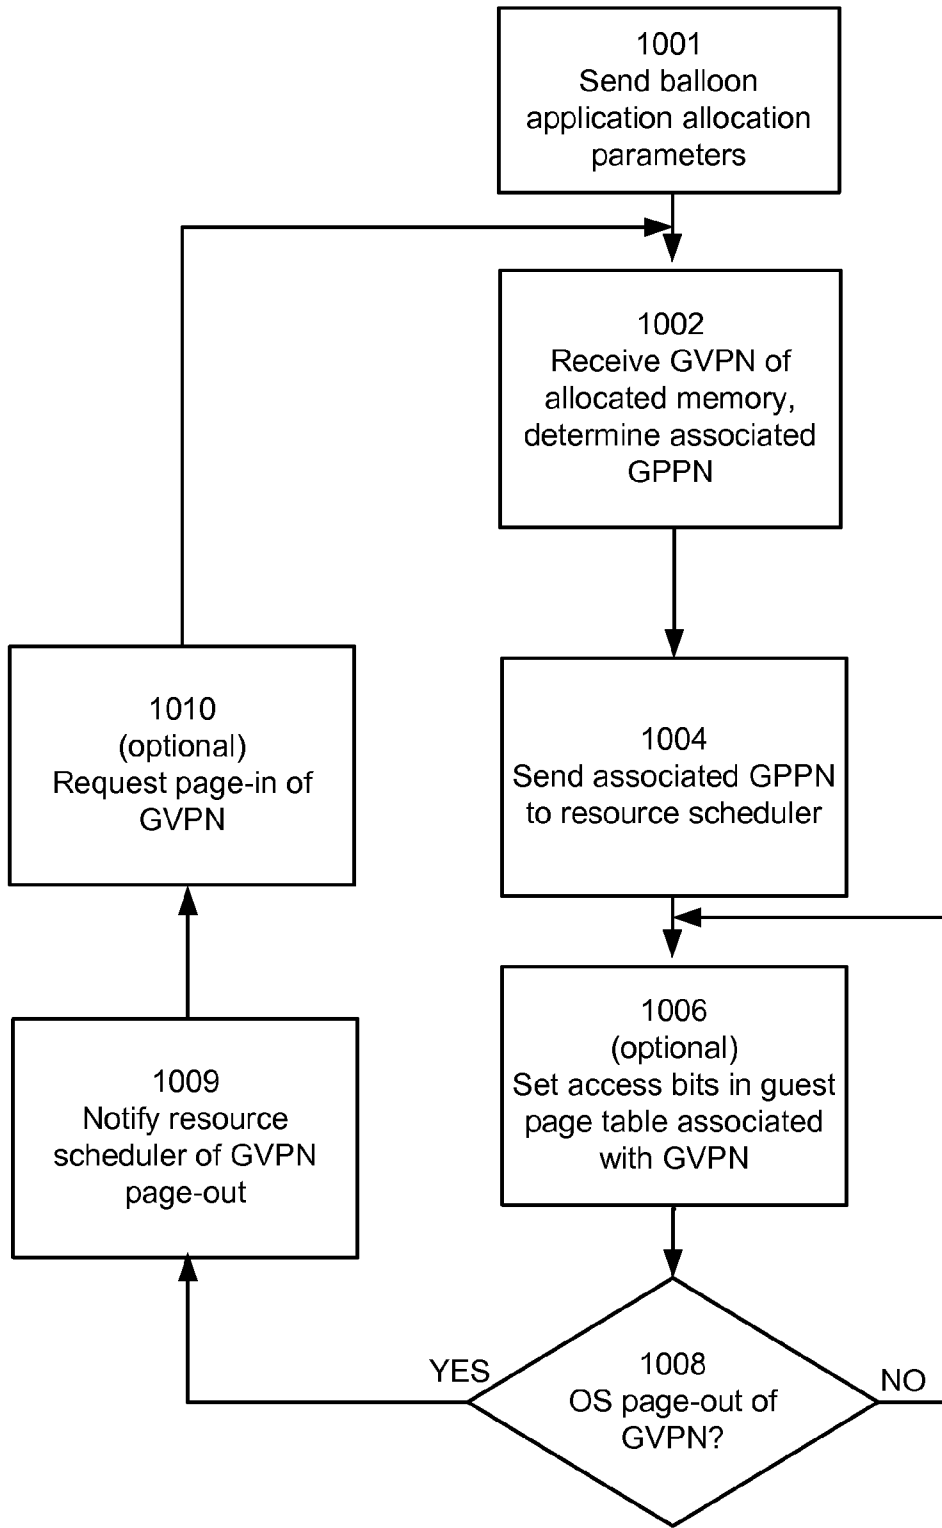 1001
Send balloon
application allocation
parameters
1002
Receive GVPN of
allocated memory,
determine associated
GPPN
1004
Send associated GPPN
to resource scheduler
1006
(optional)
Set access bits in guest
page table associated
with GVPN
1008
OS page-out of
GVPN?
YES
NO
1009
Notify resource
scheduler of GVPN
page-out
1010
(optional)
Request page-in of
GVPN